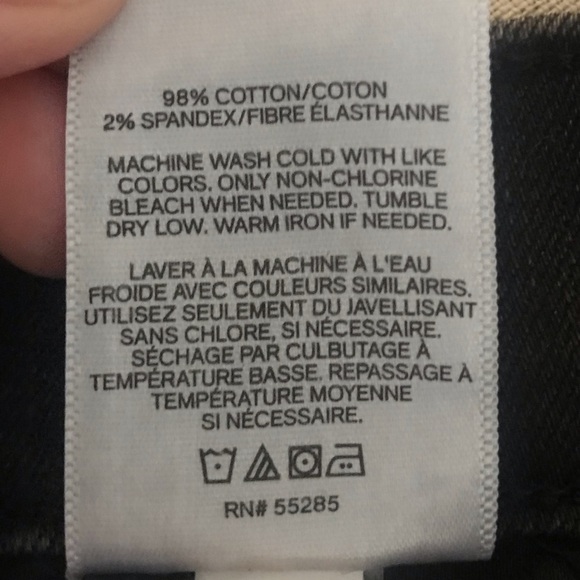 98% COTTON/COTON
2% SPANDEX/FIBRE ÉLASTHANNE
MACHINE WASH COLD WITH LIKE
COLORS. ONLY NON-CHLORINE
BLEACH WHEN NEEDED. TUMBLE
DRY LOW. WARM IRON IF NEEDED.
LAVER À LA MACHINE À L'EAU
FROIDE AVEC COULEURS SIMILAIRES.
UTILISEZ SEULEMENT DU JAVELLISANT
SANS CHLORE, SI NÉCESSAIRE.
SÉCHAGE PAR CULBUTAGE À
TEMPÉRATURE BASSE. REPASSAGE À
TEMPÉRATURE MOYENNE
SI NÉCESSAIRE.
RN# 55285